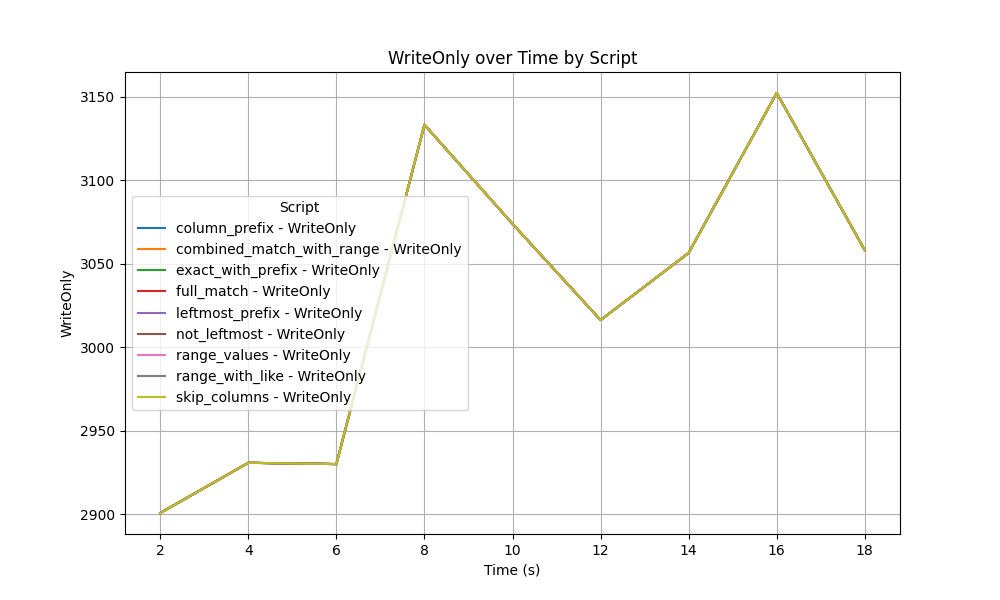 WriteOnly over Time by Script
3150
3100
3050
3000
2950
2900
WriteOnly
Script
column_prefix - WriteOnly
combined_match_with_range - WriteOnly
exact_with_prefix - WriteOnly
full_match - WriteOnly
leftmost_prefix - WriteOnly
not_leftmost - WriteOnly
range_values - WriteOnly
range_with_like - WriteOnly
skip_columns - WriteOnly
2 4 6 8 10 12 14 16 18
Time (s)